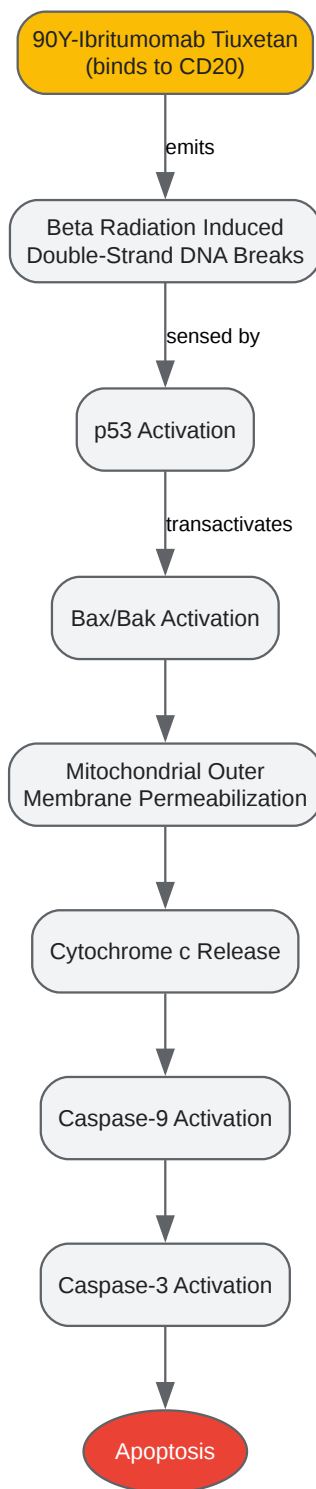 90Y-Ibritumomab Tiuxetan
(binds to CD20)
emits
Beta Radiation Induced
Double-Strand DNA Breaks
sensed by
p53 Activation
transactivates
Bax/Bak Activation
Mitochondrial Outer
Membrane Permeabilization
Cytochrome c Release
Caspase-9 Activation
Caspase-3 Activation
Apoptosis